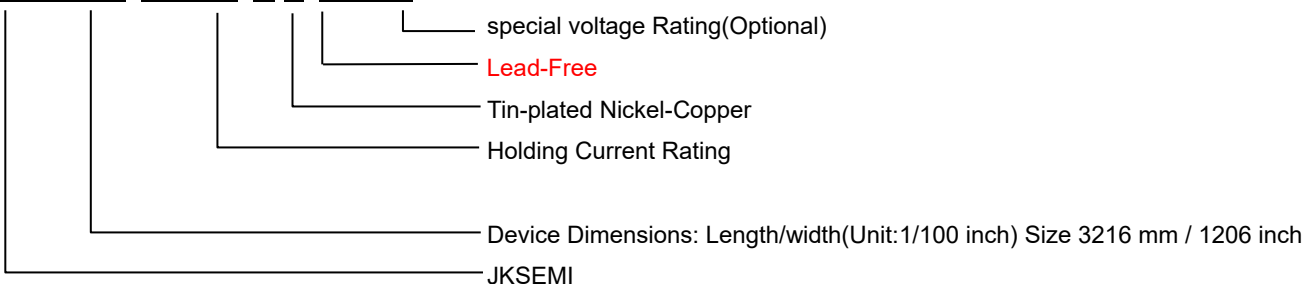 special voltage Rating(Optional)
Lead-Free
Tin-plated Nickel-Copper
Holding Current Rating
Device Dimensions: Length/width(Unit:1/100 inch) Size 3216 mm / 1206 inch
JKSEMI